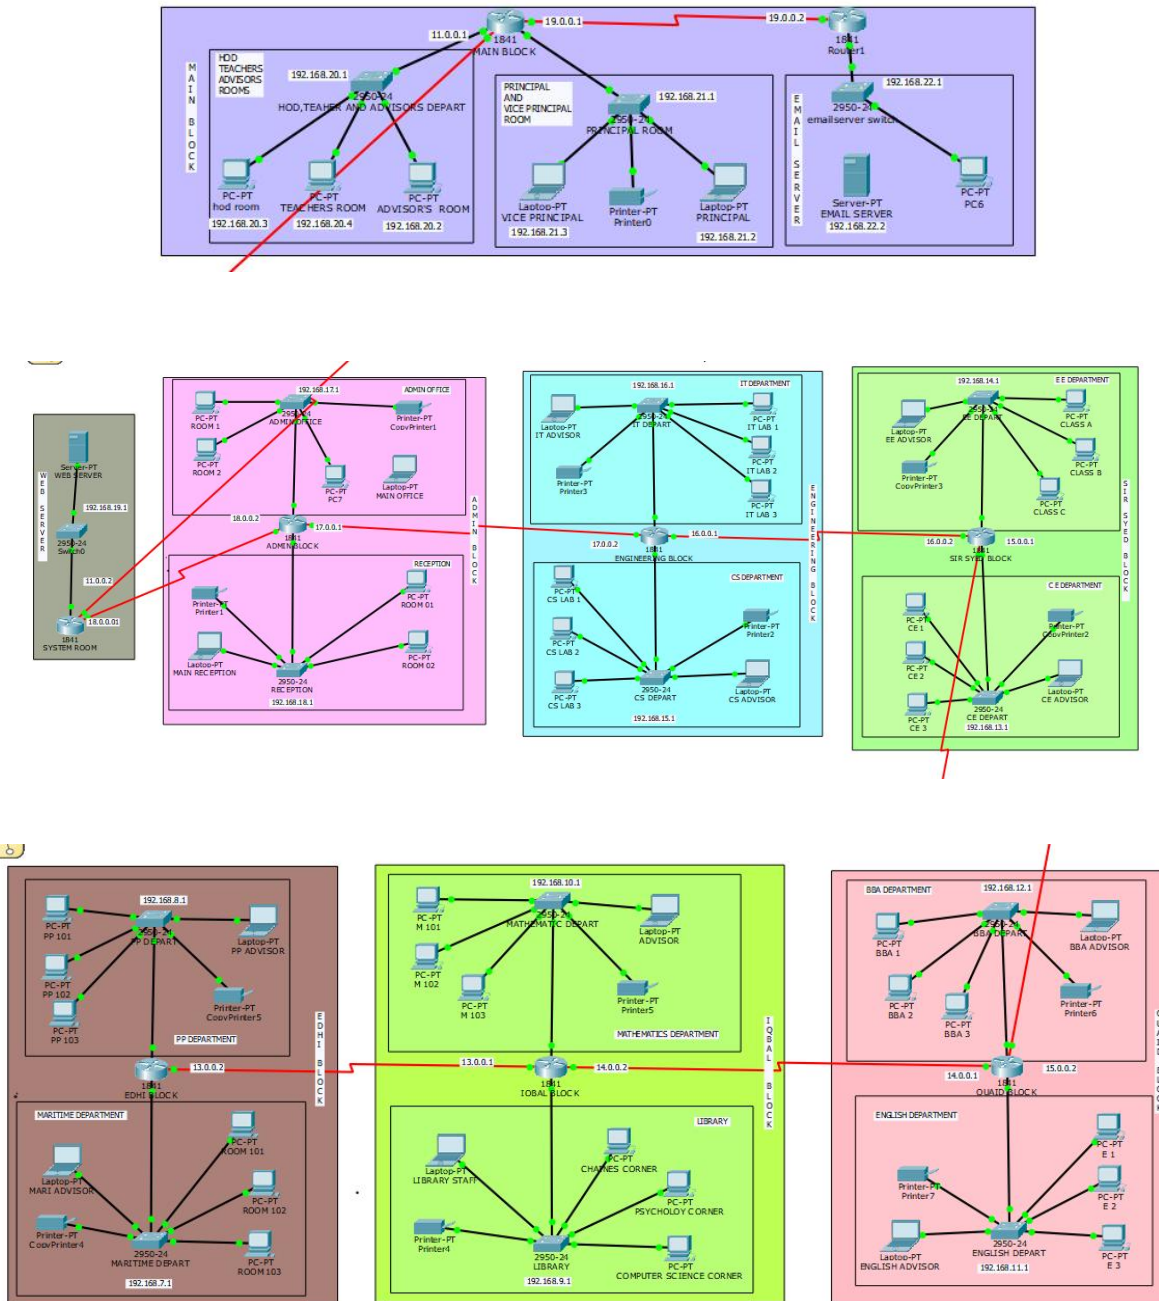 19.0.0.1
19.0.0.2
11.0.0.1
1841
MAIN BLOCK
1841
Router1
MAIN BLOCK
HOD
TEACHERS
ADVISORS
ROOMS
192.168.20.1
2950-24
HOD,TEAHER AND ADVISORS DEPART
PC-PT
hod room
192.168.20.3
PC-PT
TEACHERS ROOM
192.168.20.4
PC-PT
ADVISOR'S ROOM
192.168.20.2
PRINCIPAL
AND
VICE PRINCIPAL
ROOM
192.168.21.1
2950-24
PRINCIPAL ROOM
Laptop-PT
VICE PRINCIPAL
192.168.21.3
Printer-PT
Printer0
Laptop-PT
PRINCIPAL
192.168.21.2
EMAIL SERVER
192.168.22.1
2950-24
emailserver switch
Server-PT
EMAIL SERVER
192.168.22.2
PC-PT
PC6
WEB SERVER
Server-PT
WEB SERVER
192.168.19.1
2950-24
Switch0
11.0.0.2
18.0.0.01
1841
SYSTEM ROOM
192.168.17.1
ADMIN OFFICE
PC-PT
ROOM 1
2950-24
ADMIN OFFICE
Printer-PT
CopyPrinter1
PC-PT
ROOM 2
PC-PT
PC7
Laptop-PT
MAIN OFFICE
ADMIN BLOCK
18.0.0.2
17.0.0.1
1841
ADMIN BLOCK
RECEPTION
Printer-PT
Printer1
PC-PT
ROOM 01
Laptop-PT
MAIN RECEPTION
PC-PT
ROOM 02
2950-24
RECEPTION
192.168.18.1
192.168.16.1
IT DEPARTMENT
Laptop-PT
IT ADVISOR
2950-24
IT DEPART
PC-PT
IT LAB 1
Printer-PT
Printer3
PC-PT
IT LAB 2
PC-PT
IT LAB 3
ENGINEERING BLOCK
17.0.0.2
16.0.0.1
1841
ENGINEERING BLOCK
CS DEPARTMENT
PC-PT
CS LAB 1
Printer-PT
Printer2
PC-PT
CS LAB 2
PC-PT
CS LAB 3
2950-24
CS DEPART
Laptop-PT
CS ADVISOR
192.168.15.1
192.168.14.1
EE DEPARTMENT
Laptop-PT
EE ADVISOR
2950-24
EE DEPART
PC-PT
CLASS A
Printer-PT
CopyPrinter3
PC-PT
CLASS B
PC-PT
CLASS C
SIR SYED BLOCK
16.0.0.2
15.0.0.1
1841
SIR SYED BLOCK
CE DEPARTMENT
PC-PT
CE 1
Printer-PT
CopyPrinter2
PC-PT
CE 2
PC-PT
CE 3
2950-24
CE DEPART
192.168.13.1
Laptop-PT
CE ADVISOR
192.168.8.1
PC-PT
PP 101
2950-24
PP DEPART
Laptop-PT
PP ADVISOR
PC-PT
PP 102
Printer-PT
CopyPrinter5
PC-PT
PP 103
PP DEPARTMENT
EDHI BLOCK
13.0.0.2
1841
EDHI BLOCK
MARITIME DEPARTMENT
PC-PT
ROOM 101
Laptop-PT
MARI ADVISOR
PC-PT
ROOM 102
Printer-PT
CopyPrinter4
2950-24
MARITIME DEPART
PC-PT
ROOM 103
192.168.7.1
192.168.10.1
PC-PT
M 101
2950-24
MATHEMATIC DEPART
Laptop-PT
ADVISOR
PC-PT
M 102
PC-PT
M 103
Printer-PT
Printer5
MATHEMATICS DEPARTMENT
IQBAL BLOCK
13.0.0.1
14.0.0.2
1841
IQBAL BLOCK
LIBRARY
Laptop-PT
LIBRARY STAFF
PC-PT
CHAINES CORNER
PC-PT
PSYCHOLOY CORNER
Printer-PT
Printer4
2950-24
LIBRARY
PC-PT
COMPUTER SCIENCE CORNER
192.168.9.1
BBA DEPARTMENT
192.168.12.1
PC-PT
BBA 1
2950-24
BBA DEPART
Laptop-PT
BBA ADVISOR
PC-PT
BBA 2
PC-PT
BBA 3
Printer-PT
Printer6
14.0.0.1
15.0.0.2
1841
QUAID BLOCK
ENGLISH DEPARTMENT
PC-PT
E 1
Printer-PT
Printer7
PC-PT
E 2
Laptop-PT
ENGLISH ADVISOR
2950-24
ENGLISH DEPART
PC-PT
E 3
192.168.11.1